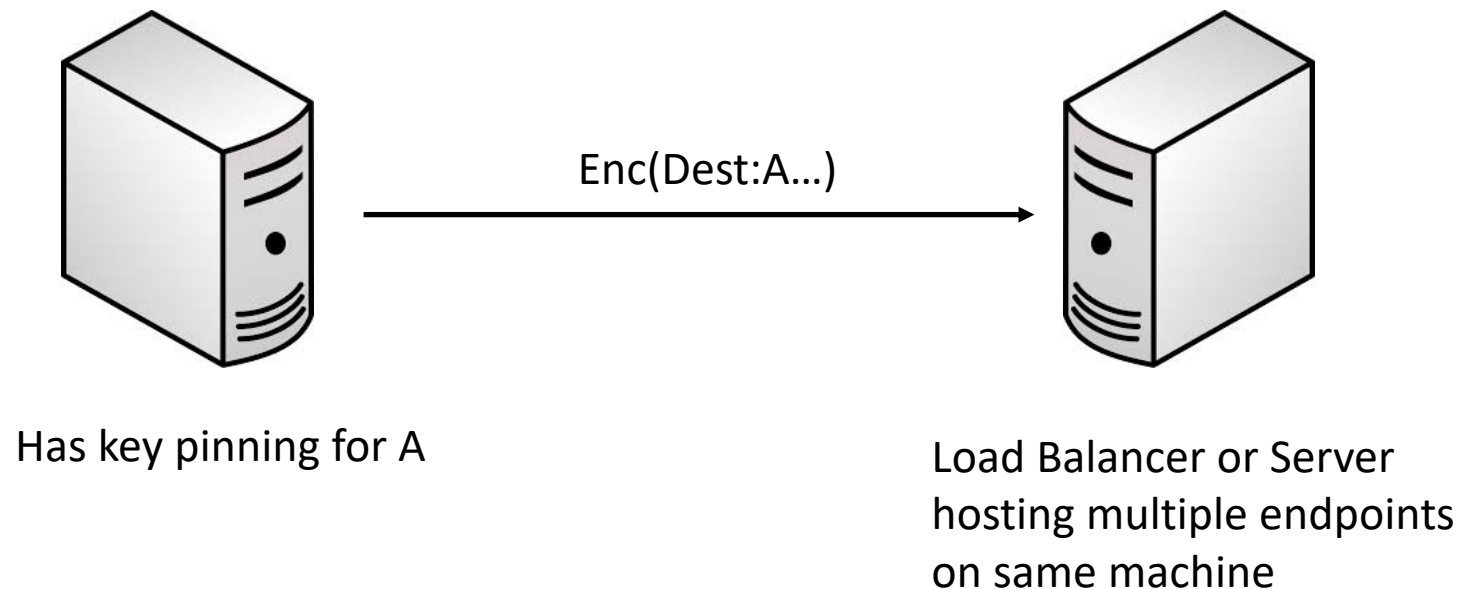 Enc(Dest:A…)
Has key pinning for A
Load Balancer or Server
hosting multiple endpoints
on same machine